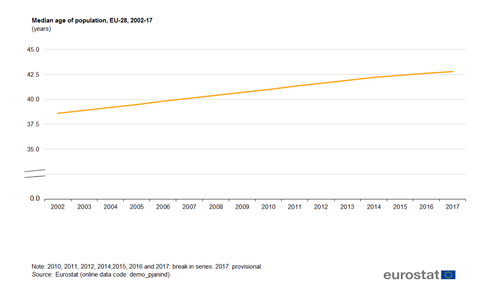 Median age of population, EU-28, 2002-17
(years)
45.0
42.5
40.0
37.5
35.0
0.0
2002 2003 2004 2005 2006 2007 2008 2009 2010 2011 2012 2013 2014 2015 2016 2017
Note: 2010, 2011, 2012, 2014,2015, 2016 and 2017: break in series. 2017: provisional.
Source: Eurostat (online data code: demo_pjanind)
eurostat